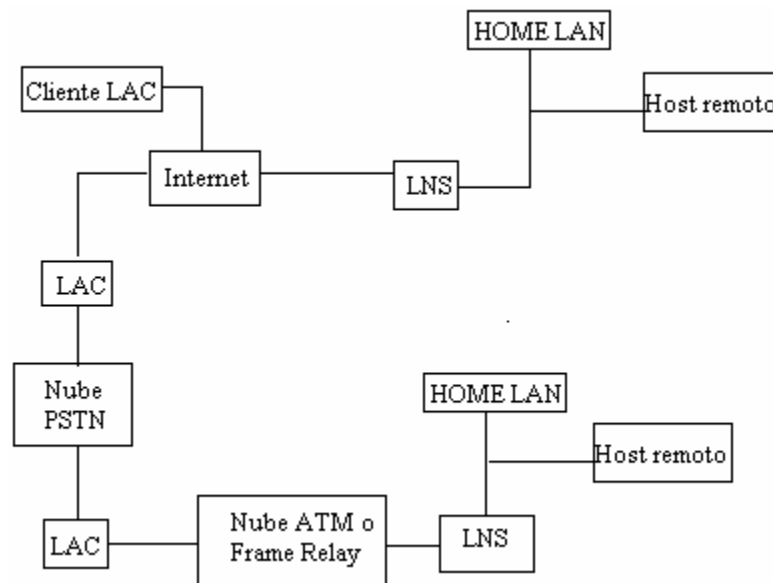 HOME LAN
Cliente LAC
Host remoto
Internet
LNS
LAC
Nube
PSTN
HOME LAN
Host remoto
LAC
Nube ATM o
Frame Relay
LNS